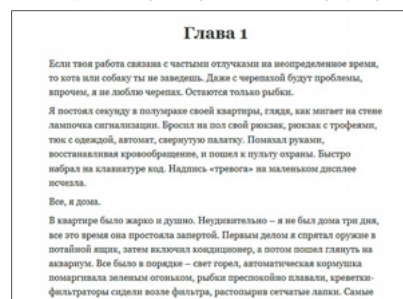 Глава 1
Если твоя работа связана с частыми отлучками на неопределенное время,
то кота или собаку ты не заведешь. Даже с черепахой будут проблемы,
впрочем, я не люблю черепах. Остаются только рыбки.
Я постоял секунду в полумраке своей квартиры, глядя, как мигает на стене
лампочка сигнализации. Бросил на пол свой рюкзак, рюкзак с трофеями,
тюк с одеждой, автомат, свернутую палатку. Помахал руками,
восстанавливая кровообращение, и пошел к пульту охраны. Быстро
набрал на клавиатуре код. Надпись «тревога» на маленьком дисплее
исчезла.
Все, я дома.
В квартире было жарко и душно. Неудивительно – я не был дома три дня,
все это время она простояла запертой. Первым делом я спрятал оружие в
потайной ящик, затем включил кондиционер, а потом пошел глянуть на
аквариум. Все было в порядке – свет горел, автоматическая кормушка
помаргивала зеленым огоньком, рыбки преспокойно плавали, креветки-
фильтраторы сидели возле фильтра, растопырив сетчатые лапки. Самые